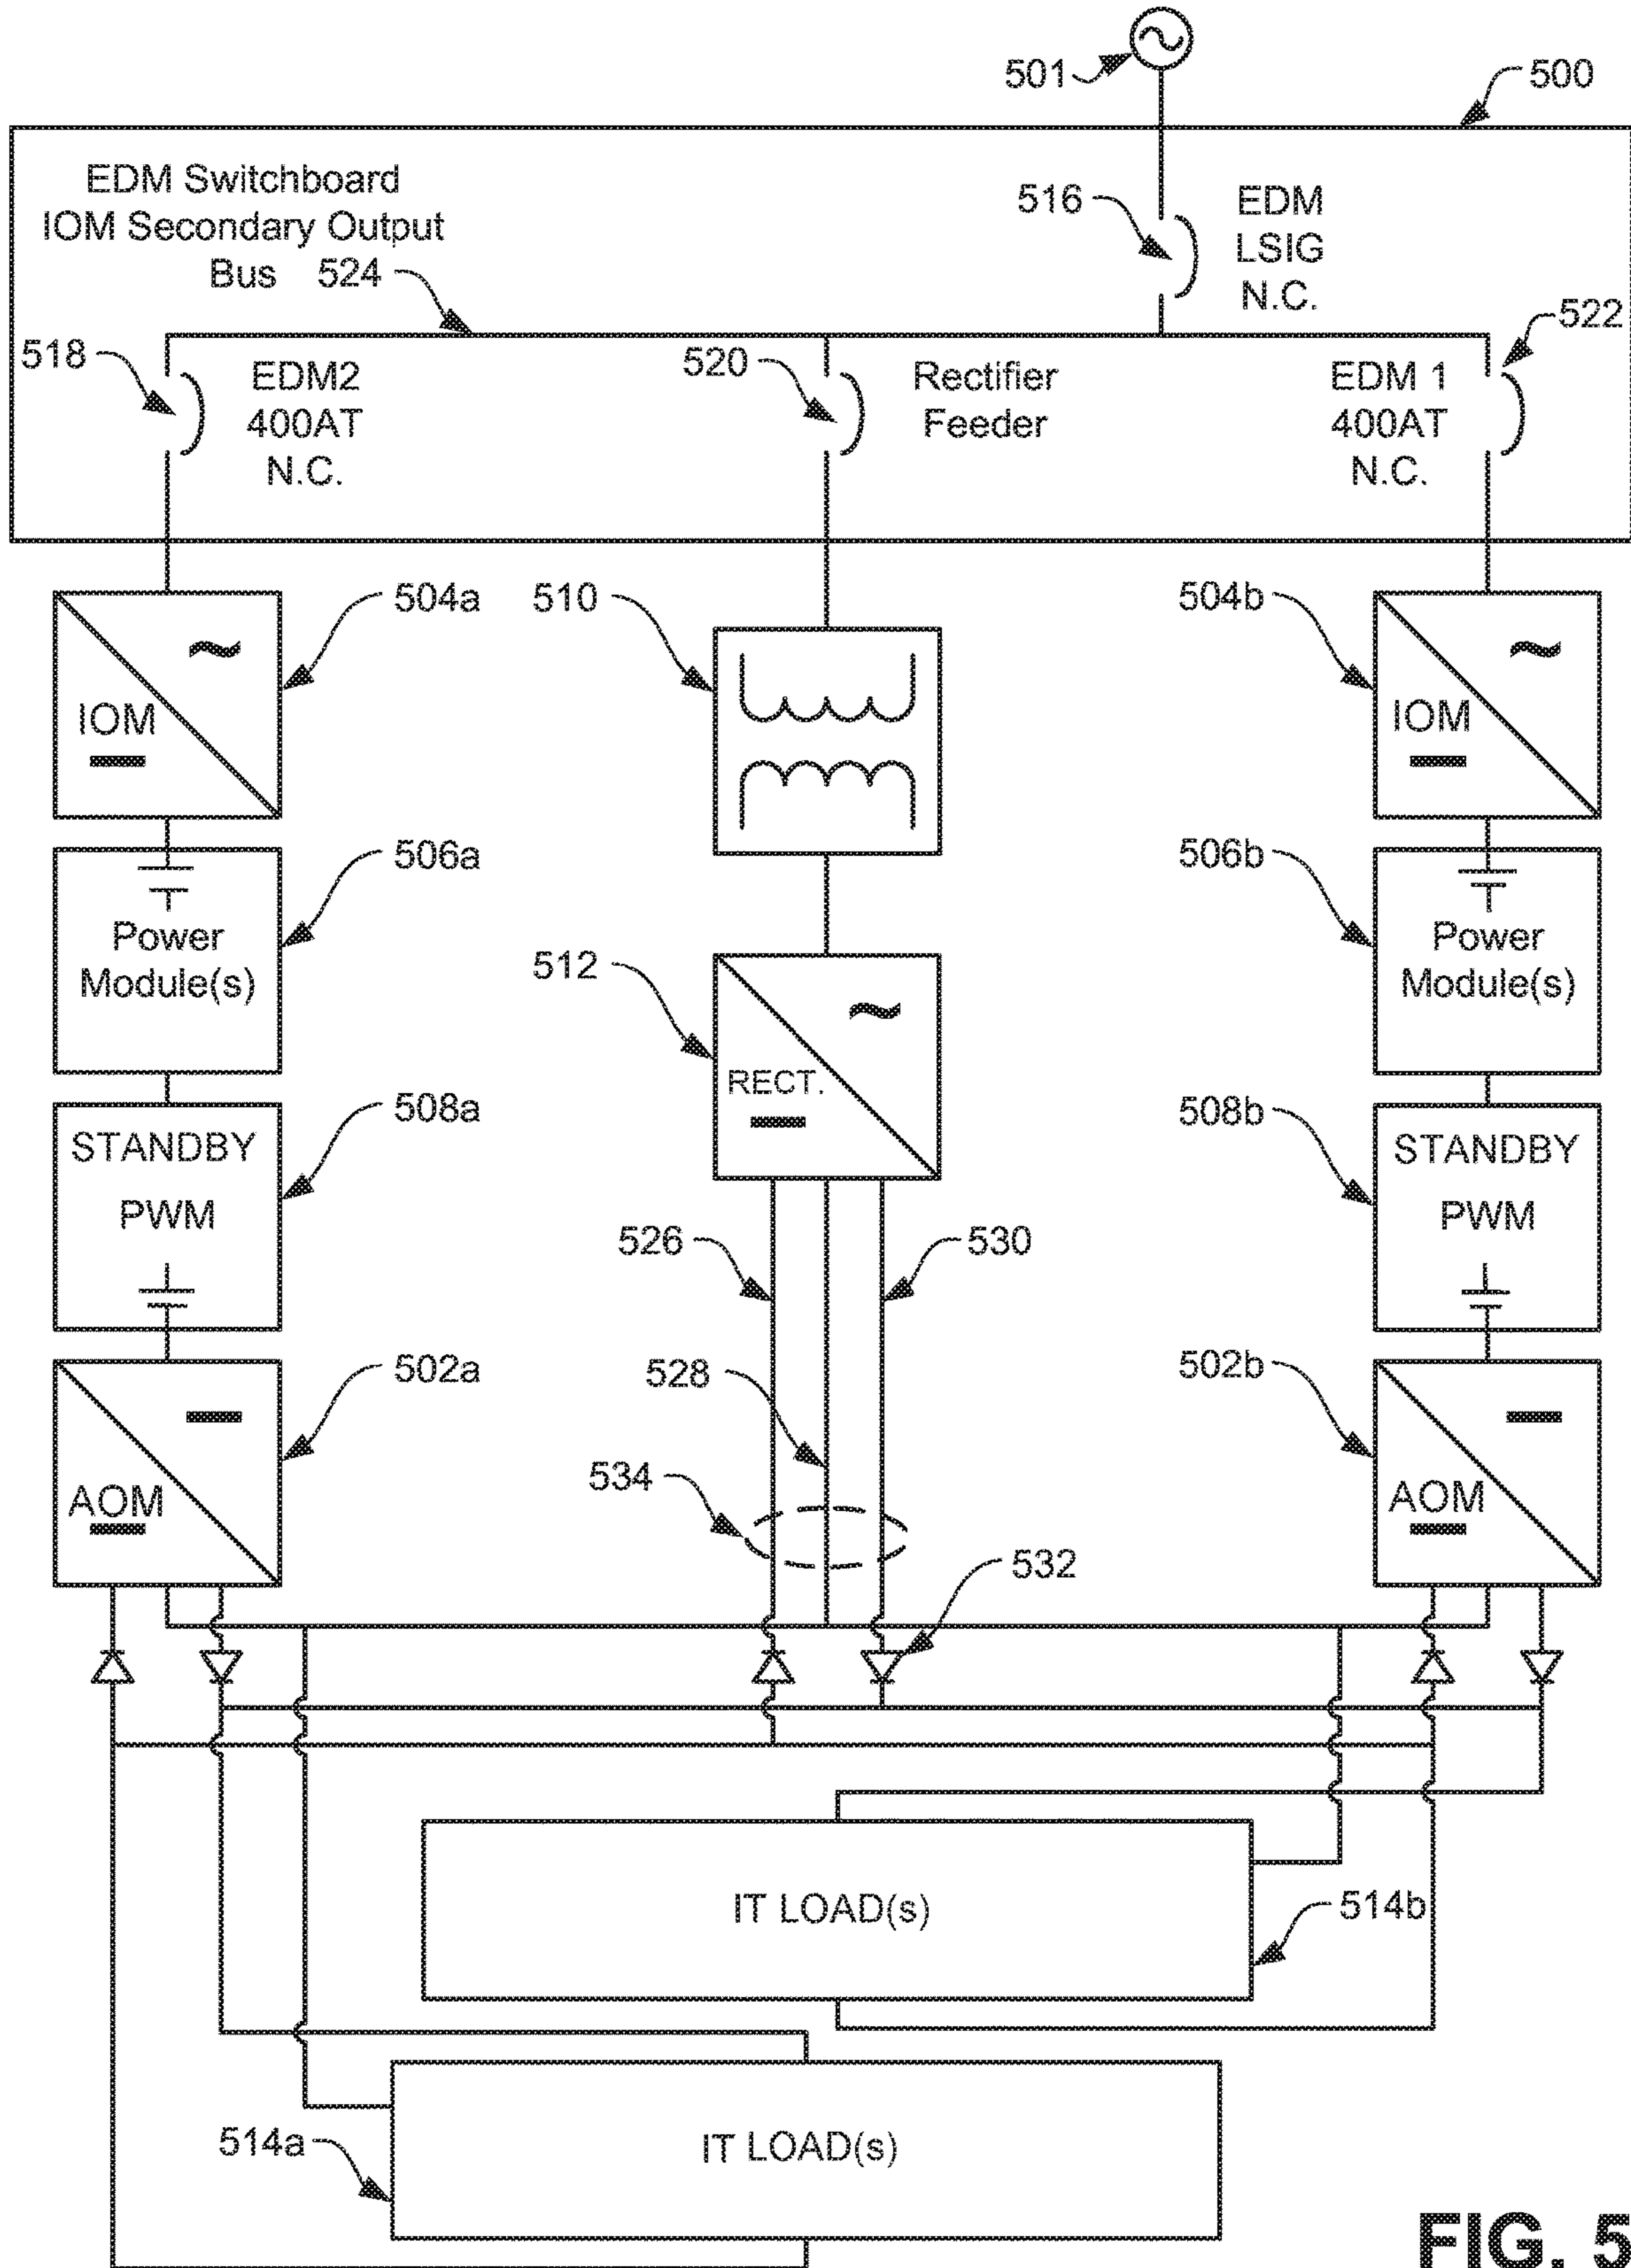 501
500
EDM Switchboard
IOM Secondary Output
Bus 524
516
EDM
LSIG
N.C.
522
518
EDM2
400AT
N.C.
520
Rectifier
Feeder
EDM 1
400AT
N.C.
504a
510
504b
~
IOM
~
IOM
506a
506b
Power
Module(s)
Power
Module(s)
512
~
RECT.
508a
508b
STANDBY
PWM
STANDBY
PWM
526
530
502a
528
502b
AOM
534
AOM
532
IT LOAD(s)
514b
514a
IT LOAD(s)
FIG. 5